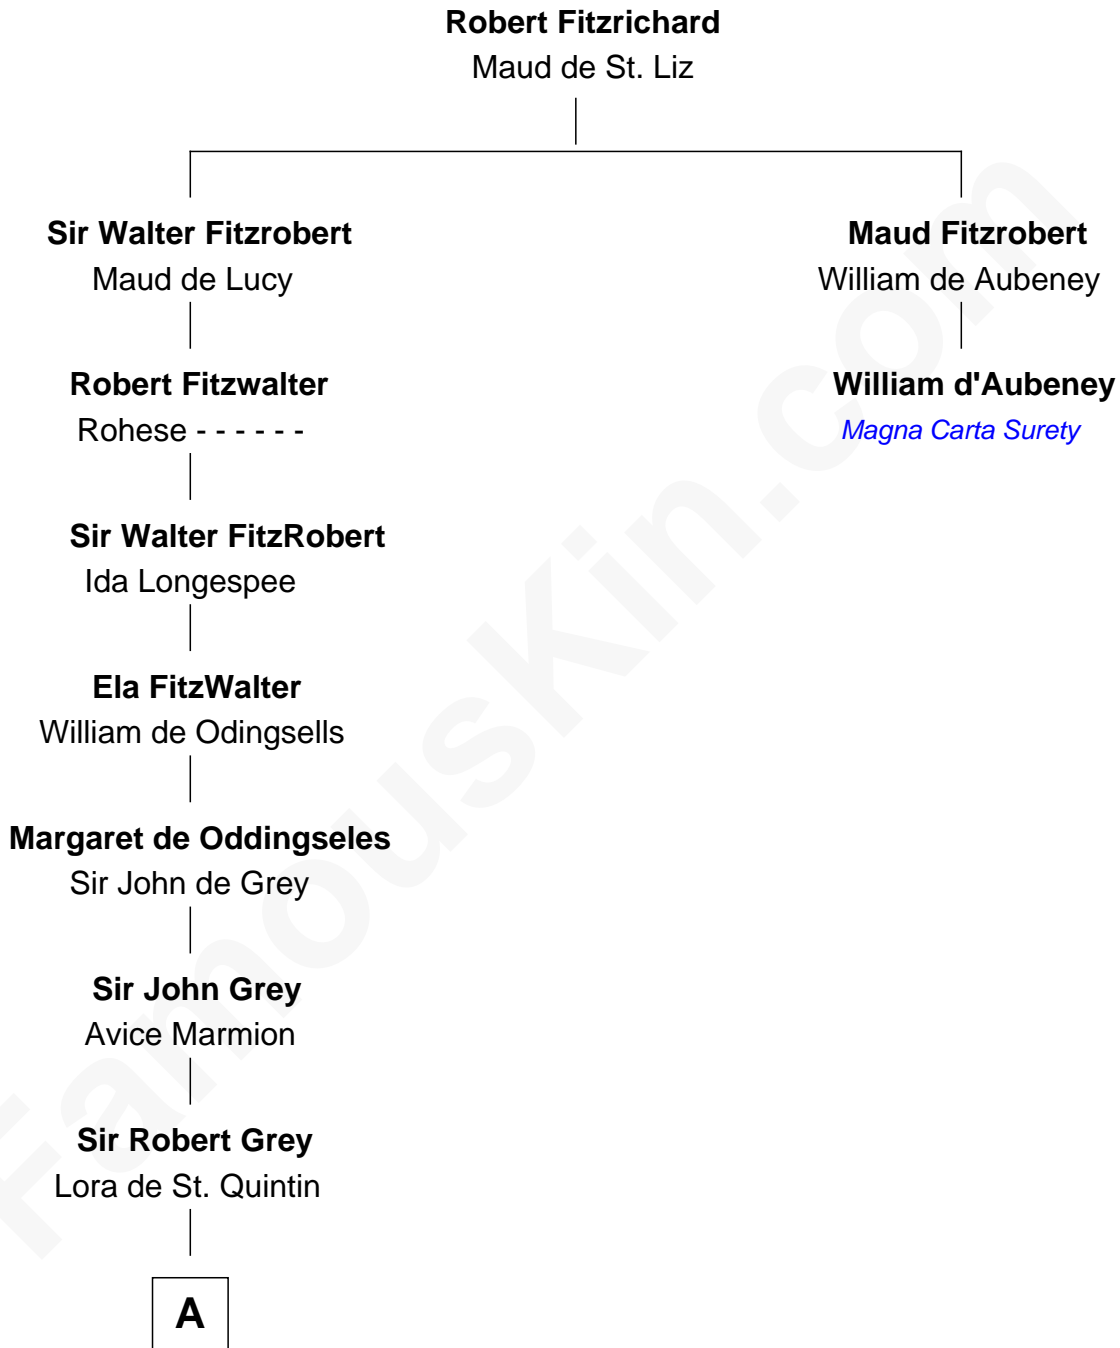 Robert Fitzrichard
Maud de St. Liz
Sir Walter Fitzrobert
Maud de Lucy
Maud Fitzrobert
William de Aubeney
Robert Fitzwalter
Rohese - - - - - -
William d'Aubeney
Magna Carta Surety
Sir Walter FitzRobert
Ida Longespee
Ela FitzWalter
William de Odingsells
Margaret de Oddingseles
Sir John de Grey
Sir John Grey
Avice Marmion
Sir Robert Grey
Lora de St. Quintin
A
FamousKin.com